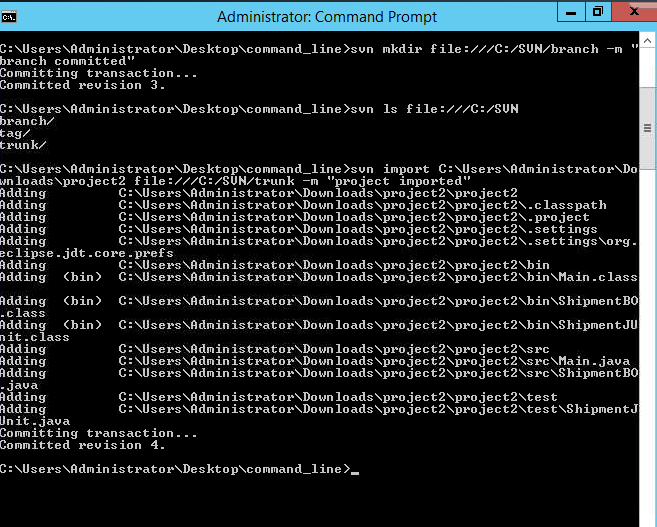 Administrator: Command Prompt
C:\Users\Administrator\Desktop\command_line>svn mkdir file:///C:/SVN/branch -m "
branch committed"
Committing transaction...
Committed revision 3.
C:\Users\Administrator\Desktop\command_line>svn ls file:///C:/SVN
branch/
tag/
trunk/
C:\Users\Administrator\Desktop\command_line>svn import C:\Users\Administrator\Do
wnloads\project2 file:///C:/SVN/trunk -m "project imported"
Adding         C:\Users\Administrator\Downloads\project2\project2
Adding         C:\Users\Administrator\Downloads\project2\project2\.classpath
Adding         C:\Users\Administrator\Downloads\project2\project2\.project
Adding         C:\Users\Administrator\Downloads\project2\project2\.settings
Adding         C:\Users\Administrator\Downloads\project2\project2\.settings\org.
eclipse.jdt.core.prefs
Adding         C:\Users\Administrator\Downloads\project2\project2\bin
Adding  (bin)  C:\Users\Administrator\Downloads\project2\project2\bin\Main.class
Adding  (bin)  C:\Users\Administrator\Downloads\project2\project2\bin\ShipmentBO
.class
Adding  (bin)  C:\Users\Administrator\Downloads\project2\project2\bin\ShipmentJU
nit.class
Adding         C:\Users\Administrator\Downloads\project2\project2\src
Adding         C:\Users\Administrator\Downloads\project2\project2\src\Main.java
Adding         C:\Users\Administrator\Downloads\project2\project2\src\ShipmentBO
.java
Adding         C:\Users\Administrator\Downloads\project2\project2\test
Adding         C:\Users\Administrator\Downloads\project2\project2\test\ShipmentJ
Unit.java
Committing transaction...
Committed revision 4.
C:\Users\Administrator\Desktop\command_line>_